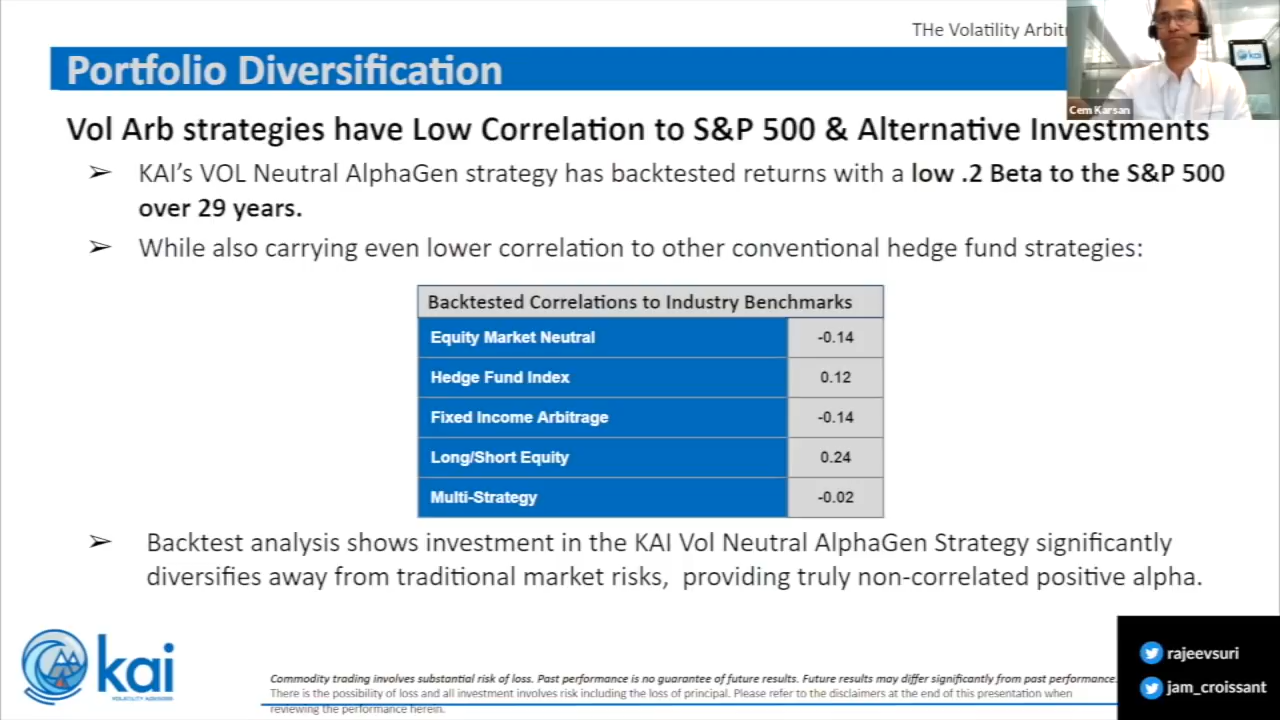 THe Volatility Arbitr
Portfolio Diversification
Cem Karsan
kai
Vol Arb strategies have Low Correlation to S&P 500 & Alternative Investments
➢ KAI’s VOL Neutral AlphaGen strategy has backtested returns with a low .2 Beta to the S&P 500
over 29 years.
➢ While also carrying even lower correlation to other conventional hedge fund strategies:
Backtested Correlations to Industry Benchmarks
Equity Market Neutral -0.14
Hedge Fund Index 0.12
Fixed Income Arbitrage -0.14
Long/Short Equity 0.24
Multi-Strategy -0.02
➢ Backtest analysis shows investment in the KAI Vol Neutral AlphaGen Strategy significantly
diversifies away from traditional market risks, providing truly non-correlated positive alpha.
kai
VOLATILITY ADVISORS
Commodity trading involves substantial risk of loss. Past performance is no guarantee of future results. Future results may differ significantly from past performance.
There is the possibility of loss and all investment involves risk including the loss of principal. Please refer to the disclaimers at the end of this presentation when
reviewing the performance herein.
rajeevsuri
jam_croissant